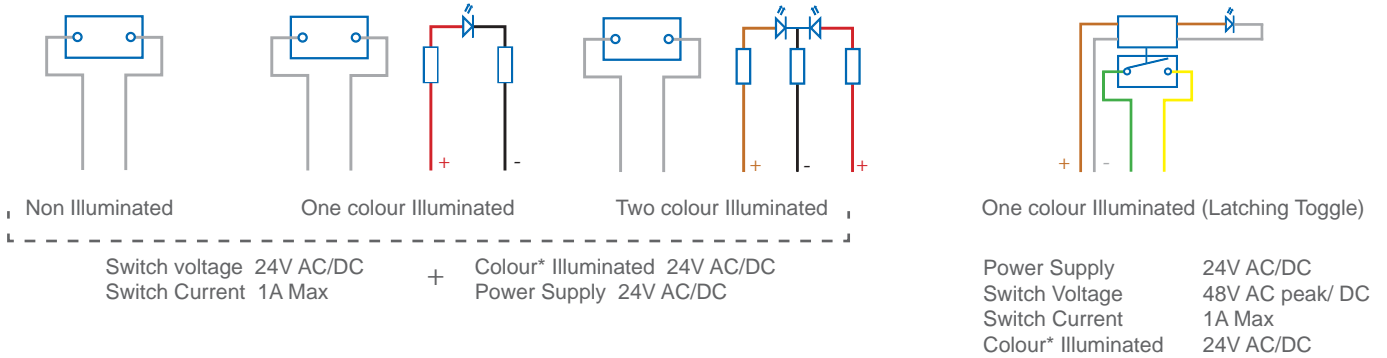 + -
+ - +
+ -
Non Illuminated
One colour Illuminated
Two colour Illuminated
One colour Illuminated (Latching Toggle)
Switch voltage 24V AC/DC
Switch Current 1A Max
+
Colour* Illuminated 24V AC/DC
Power Supply 24V AC/DC
Power Supply 24V AC/DC
Switch Voltage 48V AC peak/ DC
Switch Current 1A Max
Colour* Illuminated 24V AC/DC